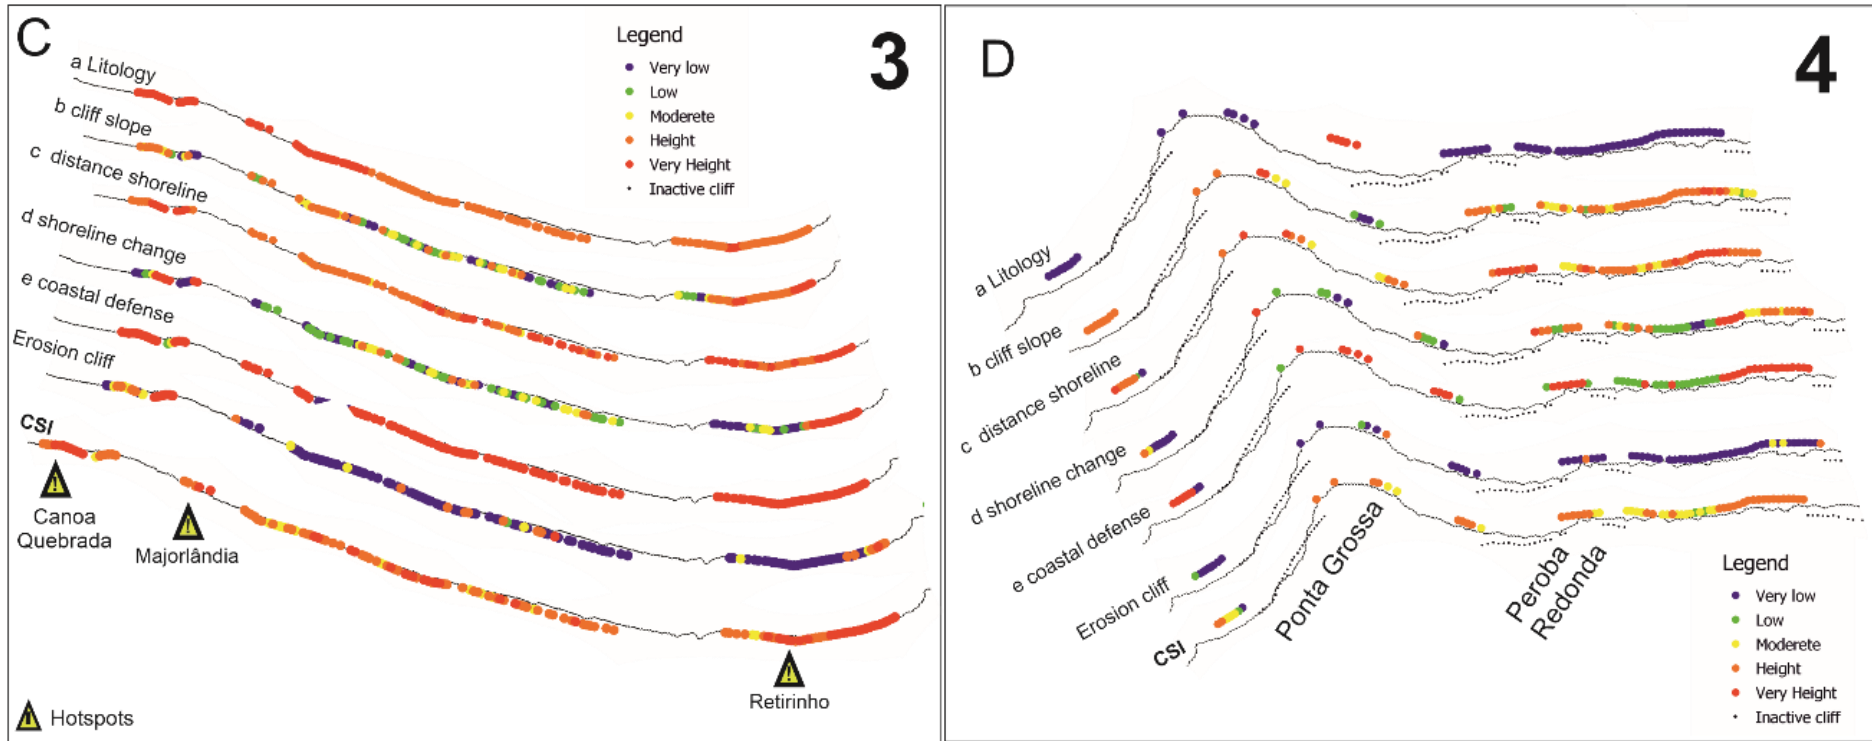 C
3
Legend
Very low
Low
Moderete
Height
Very Height
Inactive cliff
a Litology
b cliff slope
c distance shoreline
d shoreline change
e coastal defense
Erosion cliff
CSI
Canoa
Quebrada
Majorlândia
Retirinho
Hotspots
D
4
a Litology
b cliff slope
c distance shoreline
d shoreline change
e coastal defense
Erosion cliff
CSI
Ponta Grossa
Peroba
Redonda
Legend
Very low
Low
Moderete
Height
Very Height
Inactive cliff